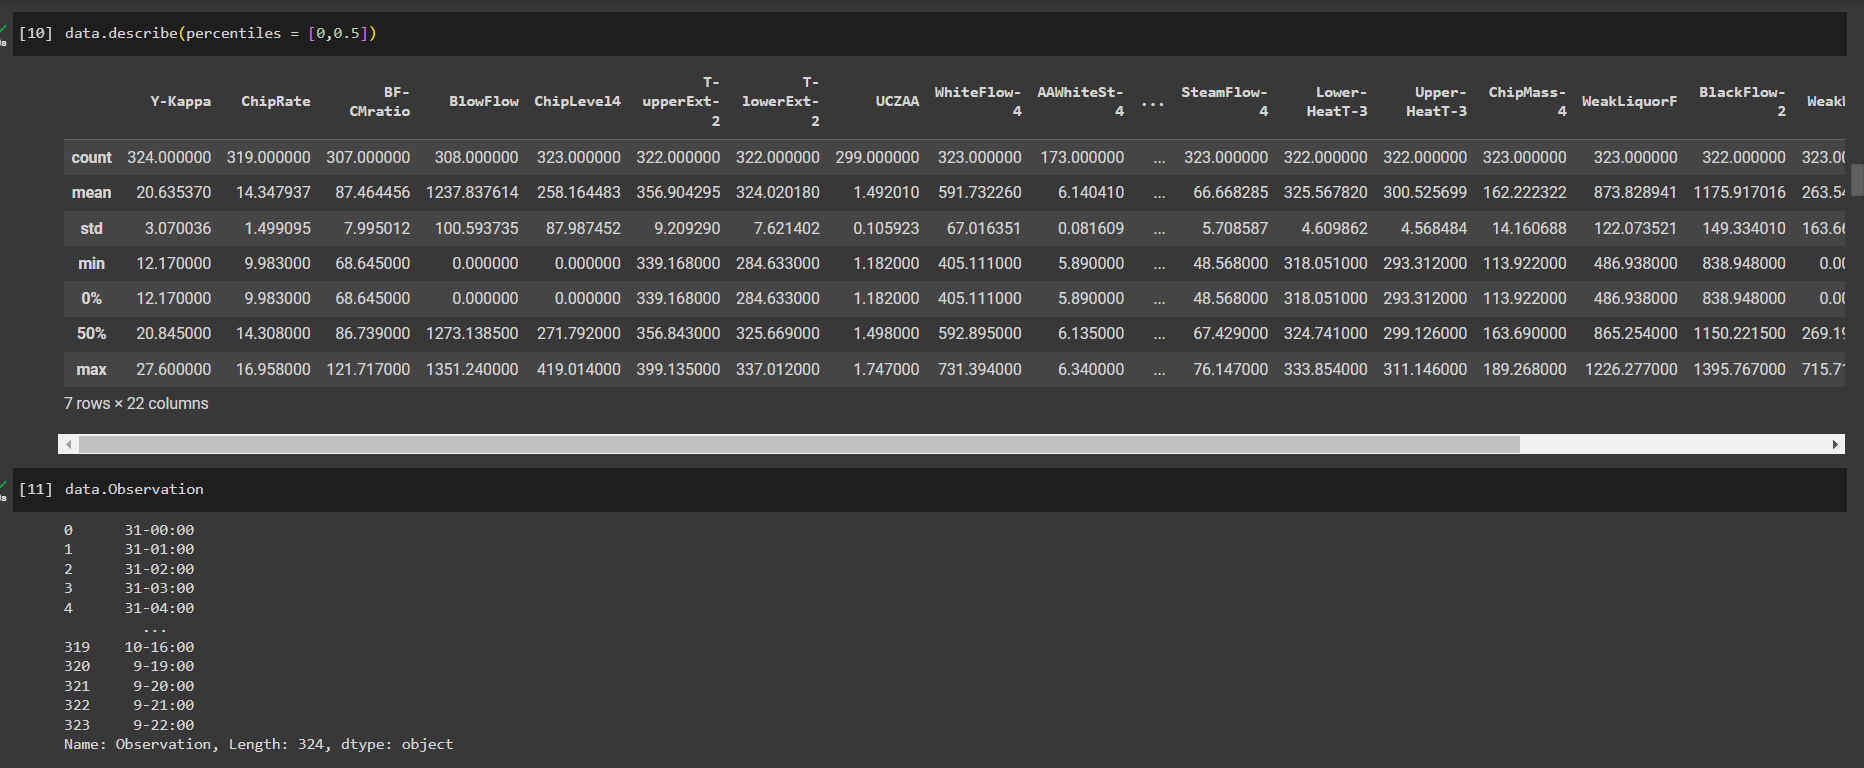 [10] data.describe(percentiles = [0,0.5])
Y-Kappa ChipRate BF-CMratio BlowFlow ChipLevel4 T-upperExt-2 T-lowerExt-2 UCZAA WhiteFlow-4 AAWhiteSt-4 ... SteamFlow-4 Lower-HeatT-3 Upper-HeatT-3 ChipMass-4 WeakLiquorF BlackFlow-2
count 324.000000 319.000000 307.000000 308.000000 323.000000 322.000000 322.000000 299.000000 323.000000 173.000000 ... 323.000000 322.000000 322.000000 323.000000 323.000000 322.000000 323.00
mean 20.635370 14.347937 87.464456 1237.837614 258.164483 356.904295 324.020180 1.492010 591.732260 6.140410 ... 66.668285 325.567820 300.525699 162.222322 873.828941 1175.917016 263.54
std 3.070036 1.499095 7.995012 100.593735 87.987452 9.209290 7.621402 0.105923 67.016351 0.081609 ... 5.708587 4.609862 4.568484 14.160688 122.073521 149.334010 163.66
min 12.170000 9.983000 68.645000 0.000000 0.000000 339.168000 284.633000 1.182000 405.111000 5.890000 ... 48.568000 318.051000 293.312000 113.922000 486.938000 838.948000 0.00
0% 12.170000 9.983000 68.645000 0.000000 0.000000 339.168000 284.633000 1.182000 405.111000 5.890000 ... 48.568000 318.051000 293.312000 113.922000 486.938000 838.948000 0.00
50% 20.845000 14.308000 86.739000 1273.138500 271.792000 356.843000 325.669000 1.498000 592.895000 6.135000 ... 67.429000 324.741000 299.126000 163.690000 865.254000 1150.221500 269.19
max 27.600000 16.958000 121.717000 1351.240000 419.014000 399.135000 337.012000 1.747000 731.394000 6.340000 ... 76.147000 333.854000 311.146000 189.268000 1226.277000 1395.767000 715.71
7 rows × 22 columns
[11] data.Observation
0 31-00:00
1 31-01:00
2 31-02:00
3 31-03:00
4 31-04:00
...
319 10-16:00
320 9-19:00
321 9-20:00
322 9-21:00
323 9-22:00
Name: Observation, Length: 324, dtype: object